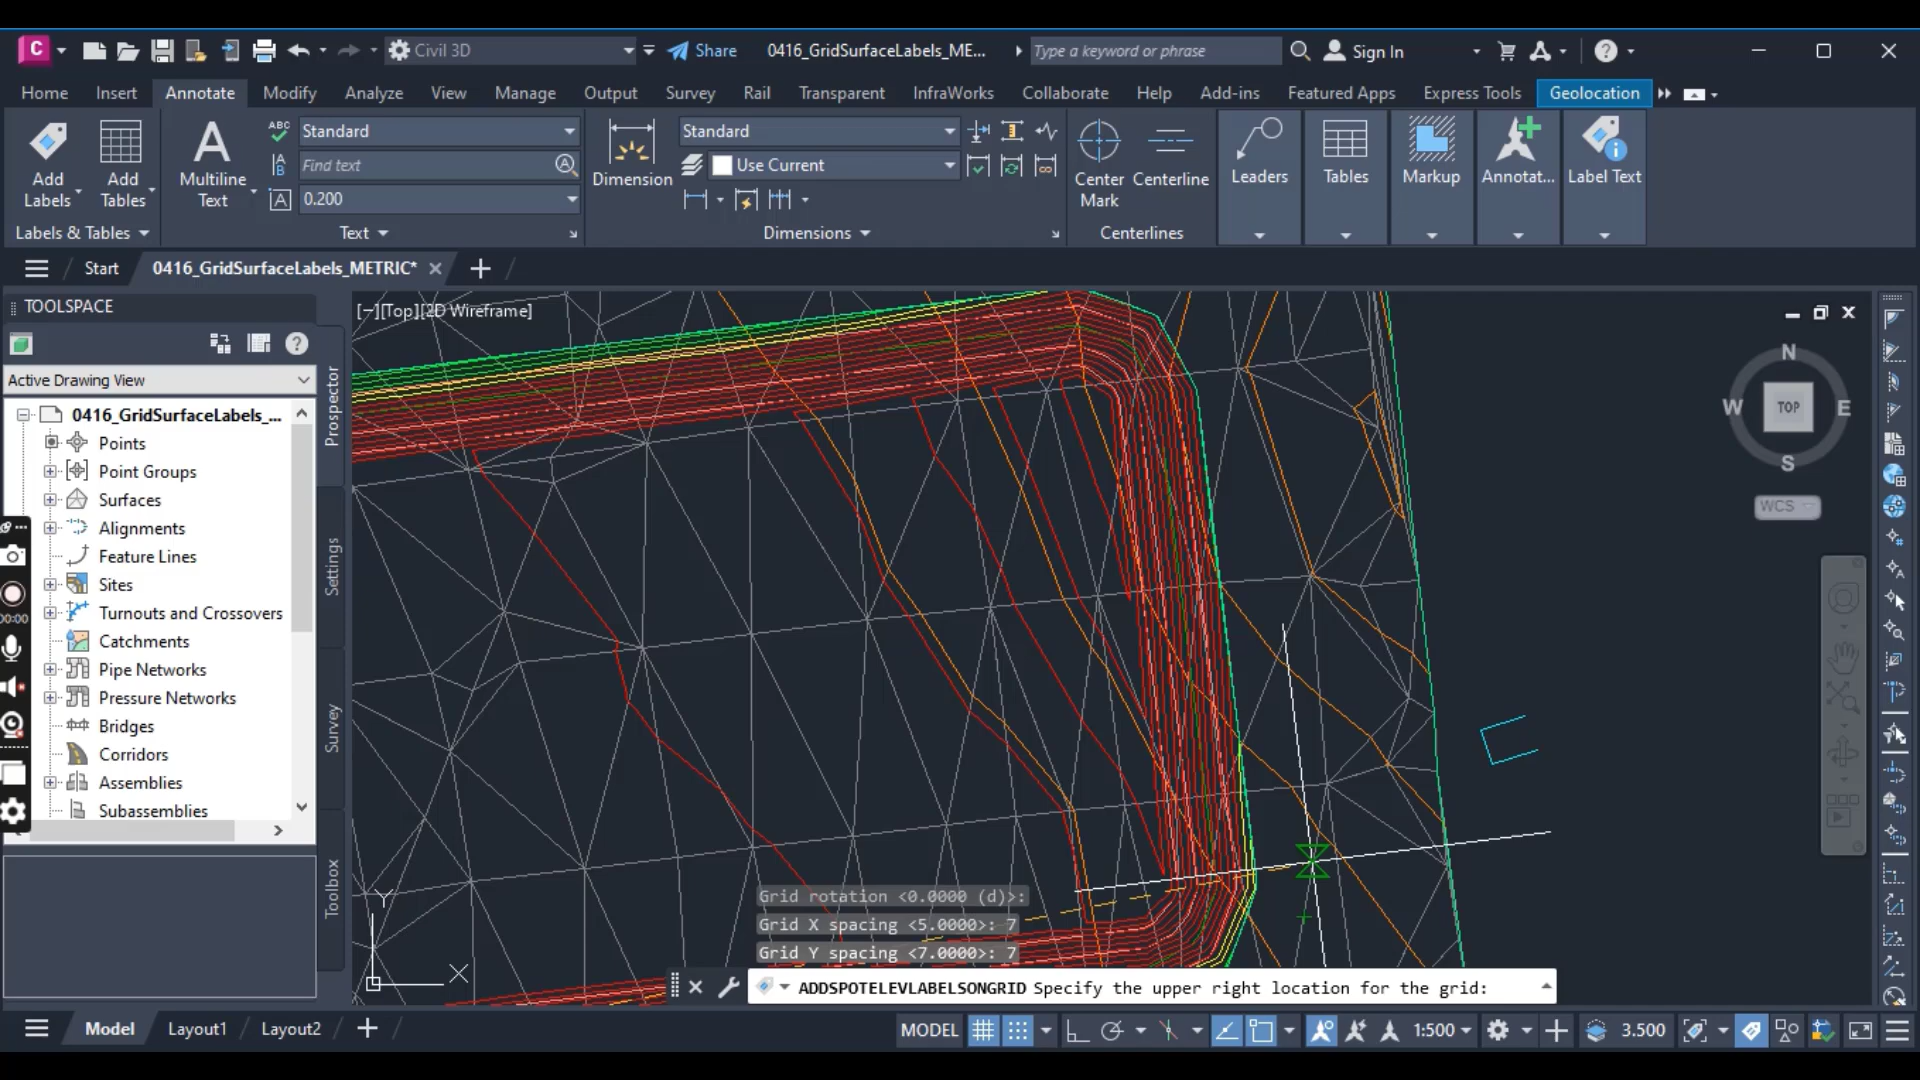 C
Civil 3D
Share
0416_GridSurfaceLabels_ME...
Type a keyword or phrase
Sign In
Home Insert Annotate Modify Analyze View Manage Output Survey Rail Transparent InfraWorks Collaborate Help Add-ins Featured Apps Express Tools Geolocation
Add Labels
Add Tables
Labels & Tables
A
Multiline Text
ABC
Standard
Find text
0.200
Text
Dimension
Standard
Use Current
Dimensions
Center Mark
Centerline
Centerlines
Leaders
Tables
Markup
Annotat...
Label Text
Start
0416_GridSurfaceLabels_METRIC*
TOOLSPACE
Active Drawing View
0416_GridSurfaceLabels_...
Points
Point Groups
Surfaces
Alignments
Feature Lines
Sites
Turnouts and Crossovers
Catchments
Pipe Networks
Pressure Networks
Bridges
Corridors
Assemblies
Subassemblies
00:00
Prospector
Settings
Survey
Toolbox
[−][Top][2D Wireframe]
N
W TOP E
S
WCS
Y
X
Grid rotation <0.0000 (d)>:
Grid X spacing <5.0000>: 7
Grid Y spacing <7.0000>: 7
ADDSPOTELEVLABELSONGRID Specify the upper right location for the grid:
Model Layout1 Layout2
MODEL
1:500
3.500